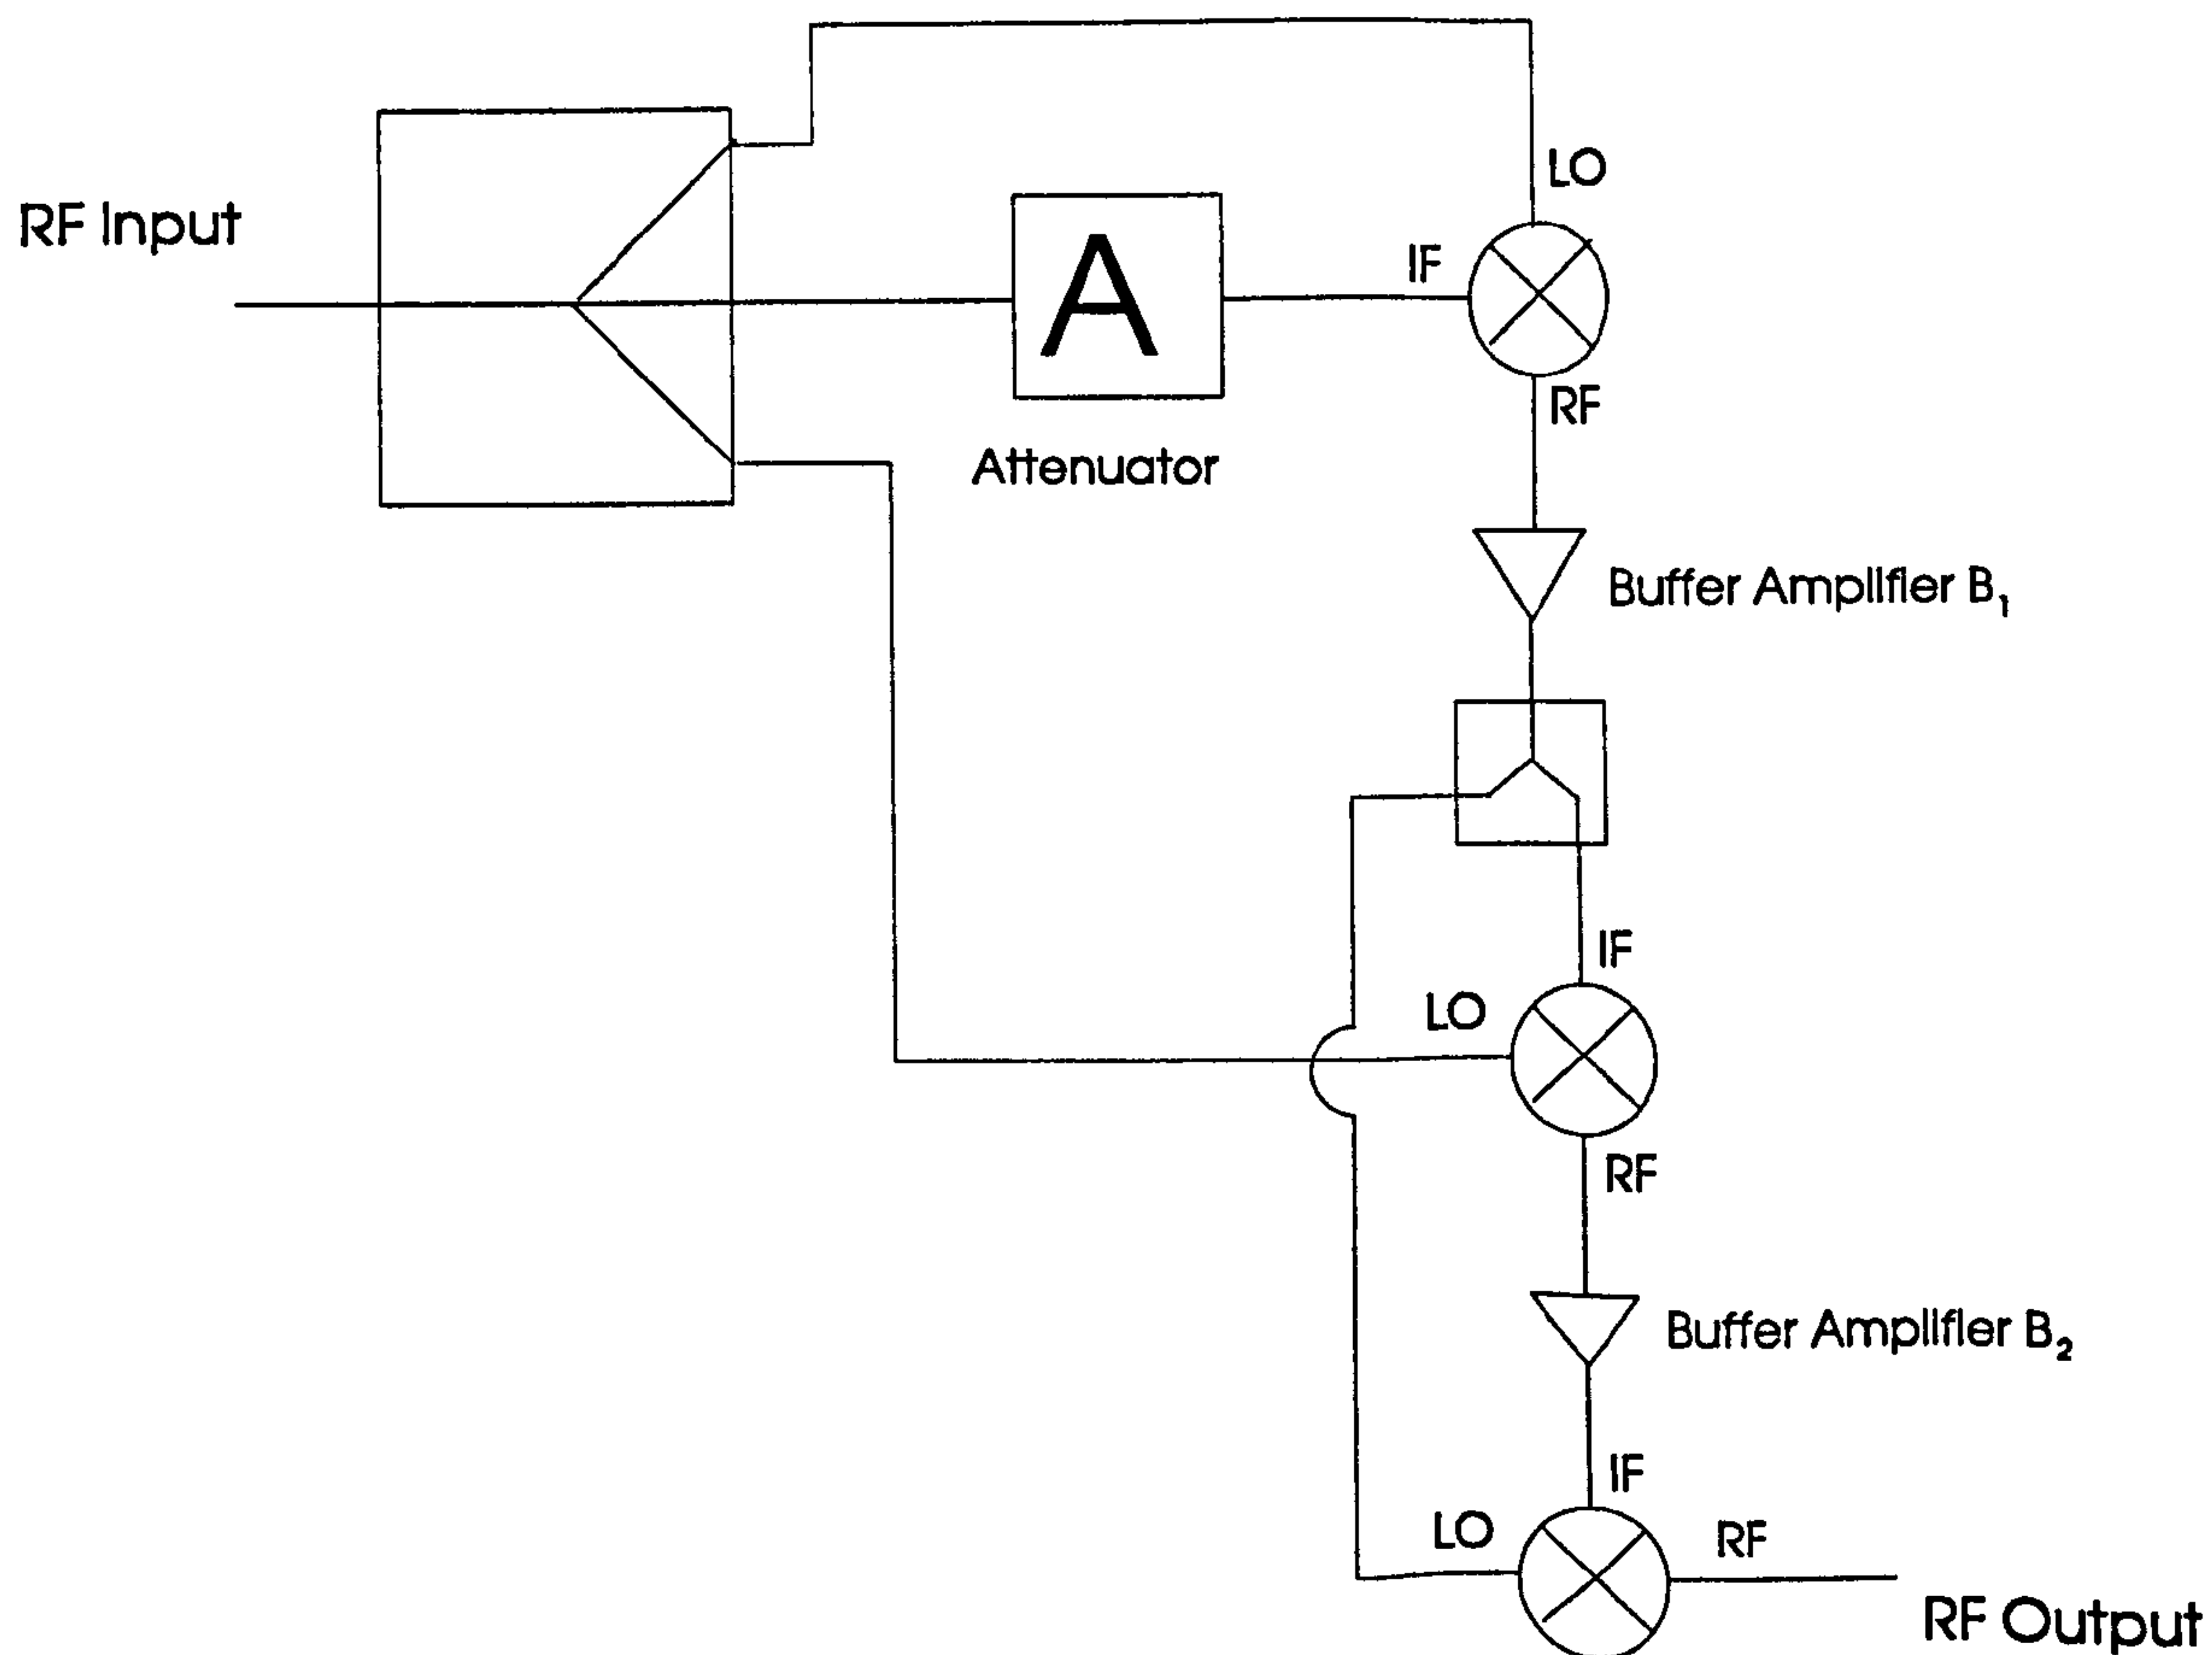 LO
RF Input
A
IF
RF
Attenuator
Buffer Amplifier B₁
IF
LO
RF
Buffer Amplifier B₂
IF
LO
RF
RF Output